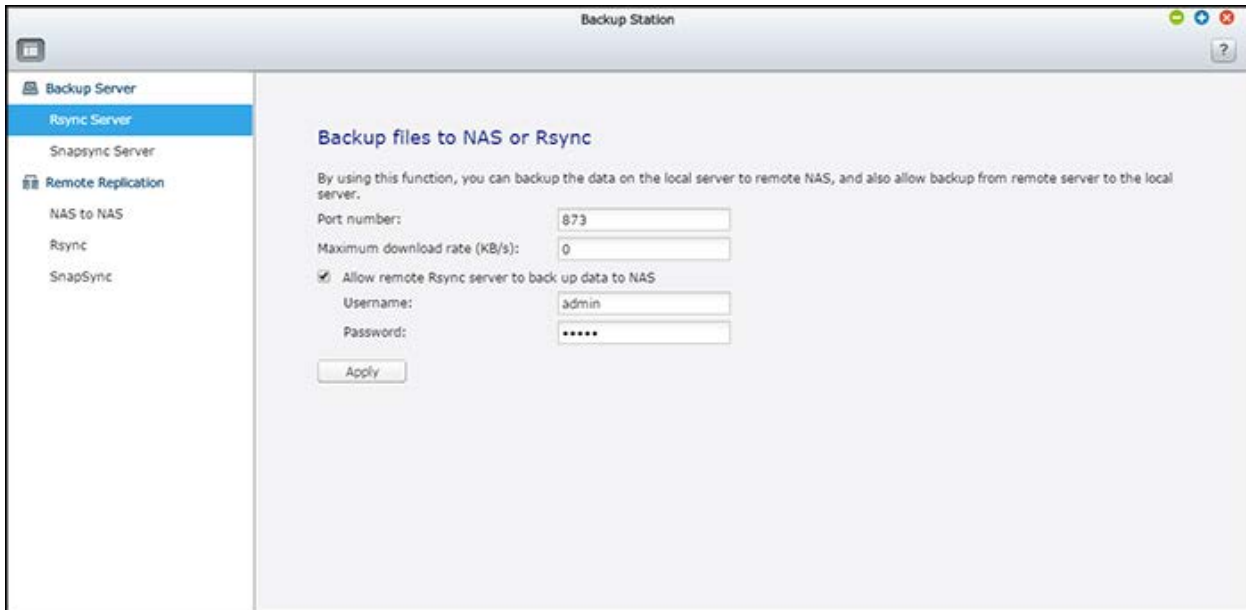 Backup Station
?
Backup Server
Rsync Server
Snapsync Server
Remote Replication
NAS to NAS
Rsync
SnapSync
Backup files to NAS or Rsync
By using this function, you can backup the data on the local server to remote NAS, and also allow backup from remote server to the local
server.
Port number: 873
Maximum download rate (KB/s): 0
Allow remote Rsync server to back up data to NAS
Username: admin
Password: •••••
Apply